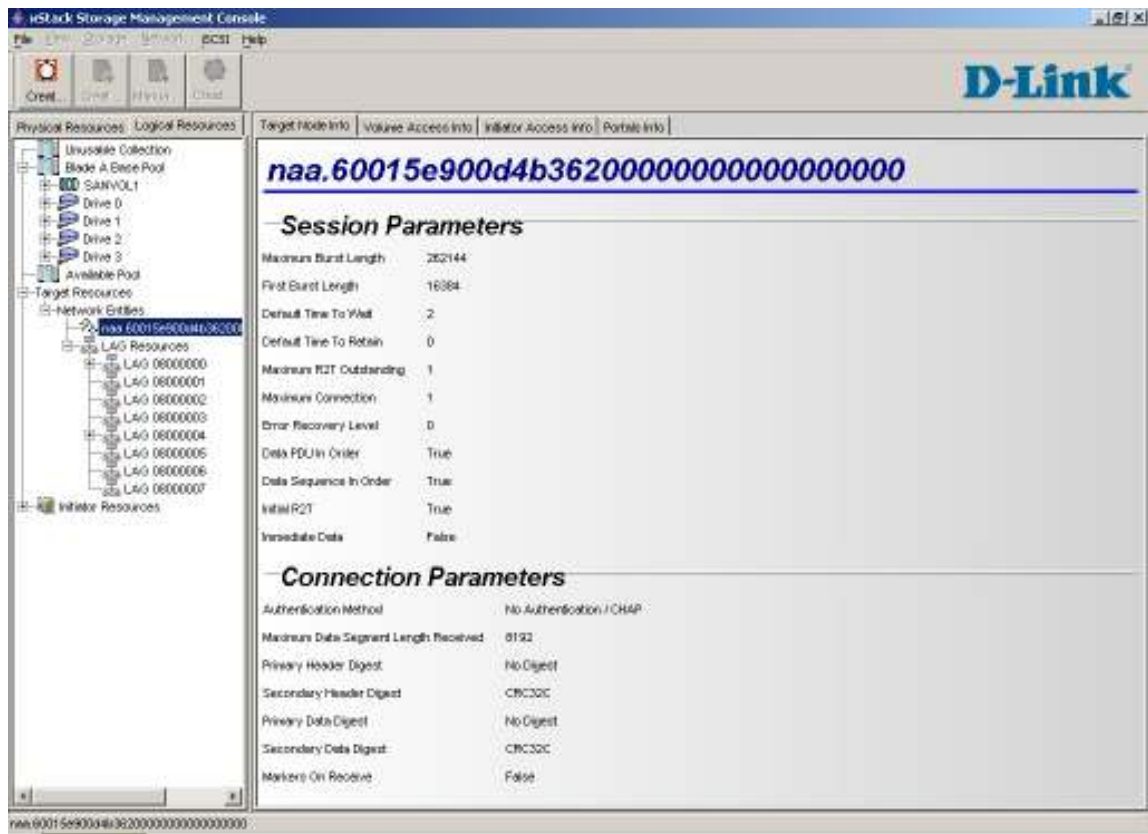 xStack Storage Management Console
File View Storage Network iSCSI Help
Creat...
D-Link
Physical Resources Logical Resources
Target Node Info Volume Access Info Initiator Access Info Portals Info
Unusable Collection
Blade A Base Pool
SANVOL1
Drive 0
Drive 1
Drive 2
Drive 3
Available Pool
Target Resources
Network Entities
LAG Resources
LAG 08000000
LAG 08000001
LAG 08000002
LAG 08000003
LAG 08000004
LAG 08000005
LAG 08000006
LAG 08000007
Initiator Resources
Session Parameters
Maximum Burst Length 262144
First Burst Length 16384
Default Time To Wait 2
Default Time To Retain 0
Maximum R2T Outstanding 1
Maximum Connection 1
Error Recovery Level 0
Data PDU In Order True
Data Sequence In Order True
Initial R2T True
Immediate Data False
Connection Parameters
Authentication Method No Authentication / CHAP
Maximum Data Segment Length Received 8192
Primary Header Digest No Digest
Secondary Header Digest CRC32C
Primary Data Digest No Digest
Secondary Data Digest CRC32C
Markers On Receive False